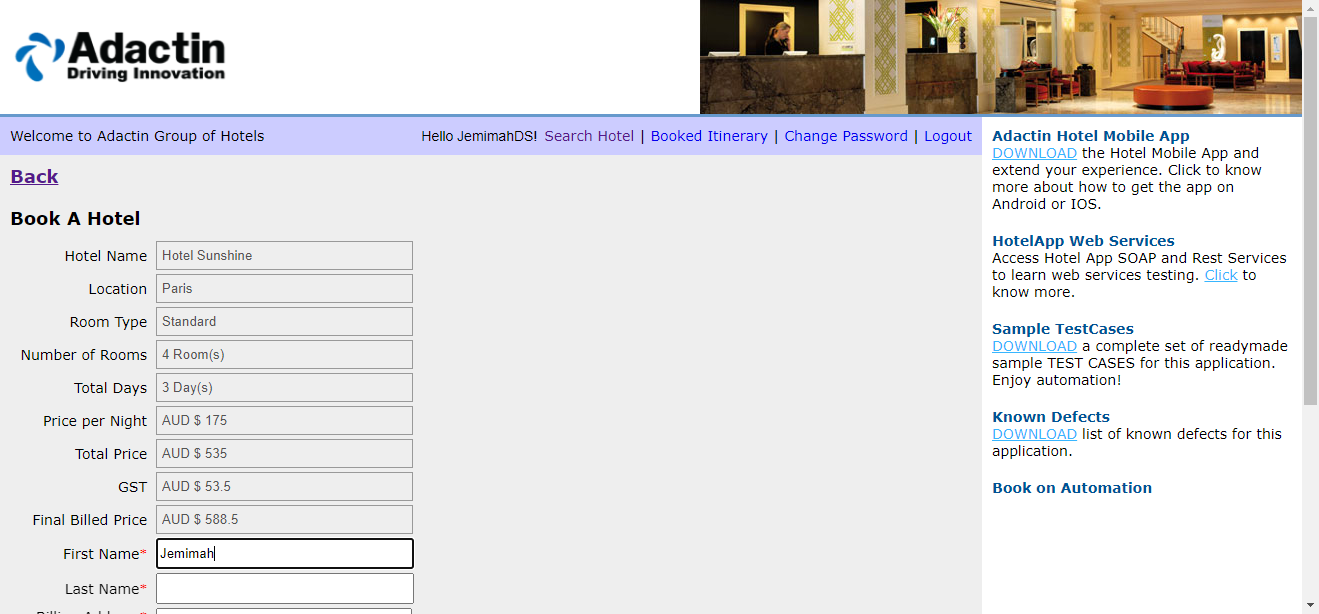 Adactin
Driving Innovation
Welcome to Adactin Group of Hotels
Hello JemimahDS! Search Hotel | Booked Itinerary | Change Password | Logout
Back
Book A Hotel
Hotel Name Hotel Sunshine
Location Paris
Room Type Standard
Number of Rooms 4 Room(s)
Total Days 3 Day(s)
Price per Night AUD $ 175
Total Price AUD $ 535
GST AUD $ 53.5
Final Billed Price AUD $ 588.5
First Name* Jemimah
Last Name*
Adactin Hotel Mobile App
DOWNLOAD the Hotel Mobile App and
extend your experience. Click to know
more about how to get the app on
Android or IOS.
HotelApp Web Services
Access Hotel App SOAP and Rest Services
to learn web services testing. Click to
know more.
Sample TestCases
DOWNLOAD a complete set of readymade
sample TEST CASES for this application.
Enjoy automation!
Known Defects
DOWNLOAD list of known defects for this
application.
Book on Automation